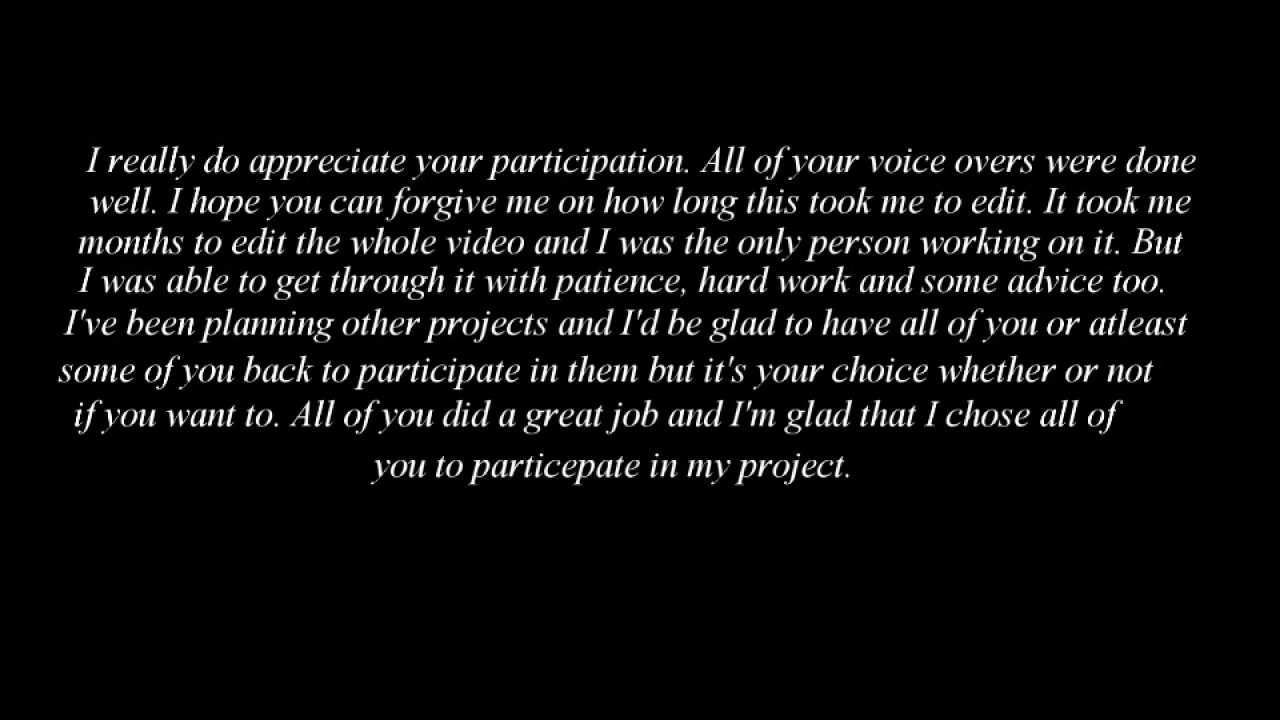 I really do appreciate your participation. All of your voice overs were done
well. I hope you can forgive me on how long this took me to edit. It took me
months to edit the whole video and I was the only person working on it. But
I was able to get through it with patience, hard work and some advice too.
I've been planning other projects and I'd be glad to have all of you or atleast
some of you back to participate in them but it's your choice whether or not
if you want to. All of you did a great job and I'm glad that I chose all of
you to particepate in my project.